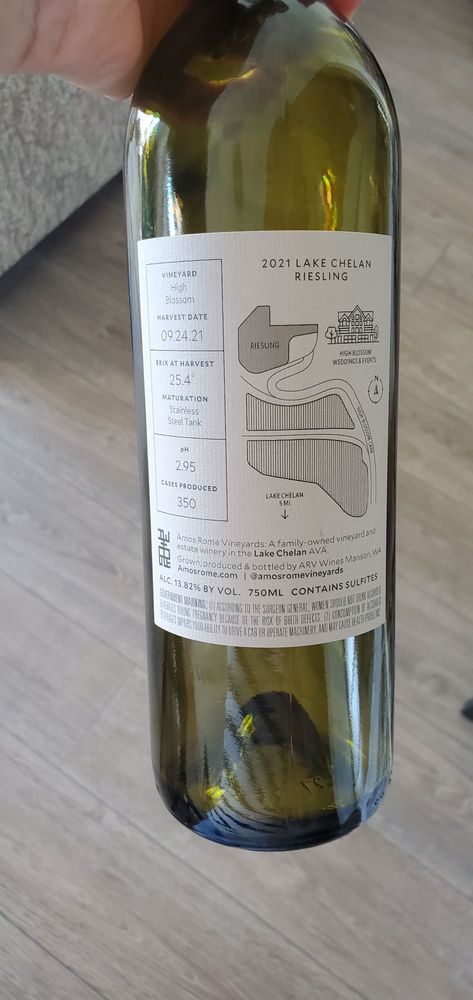 VINEYARD
High
Blossom
HARVEST DATE
09.24.21
BRIX AT HARVEST
25.4°
MATURATION
Stainless
Steel Tank
pH
2.95
CASES PRODUCED
350
2021 LAKE CHELAN
RIESLING
RIESLING
HIGH BLOSSOM
WEDDINGS & EVENTS
N
HIGH BLOSSOM LANE
LAKE CHELAN
5 MI
Amos Rome Vineyards: A family-owned vineyard and
estate winery in the Lake Chelan AVA.
Grown, produced & bottled by ARV Wines Manson, WA
Amosrome.com | @amosromevineyards
ALC. 13.82% BY VOL. 750ML CONTAINS SULFITES
GOVERNMENT WARNING: (1) ACCORDING TO THE SURGEON GENERAL, WOMEN SHOULD NOT DRINK ALCOHOLIC
BEVERAGES DURING PREGNANCY BECAUSE OF THE RISK OF BIRTH DEFECTS. (2) CONSUMPTION OF ALCOHOLIC
BEVERAGES IMPAIRS YOUR ABILITY TO DRIVE A CAR OR OPERATE MACHINERY, AND MAY CAUSE HEALTH PROBLEMS.